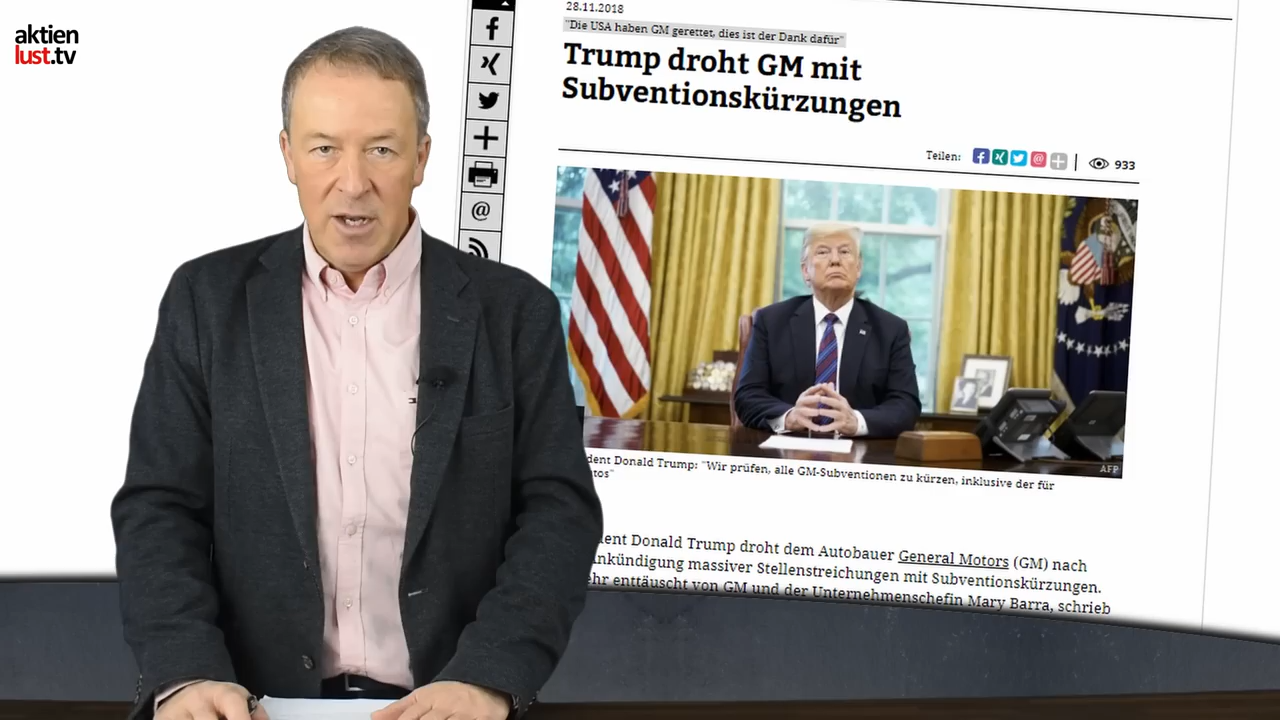 aktien
lust.tv
28.11.2018
"Die USA haben GM gerettet, dies ist der Dank dafür"
Trump droht GM mit
Subventionskürzungen
Teilen:
933
AFP
dent Donald Trump: "Wir prüfen, alle GM-Subventionen zu kürzen, inklusive der für
tos"
dent Donald Trump droht dem Autobauer General Motors (GM) nach
nkündigung massiver Stellenstreichungen mit Subventionskürzungen.
ehr enttäuscht von GM und der Unternehmenschefin Mary Barra, schrieb